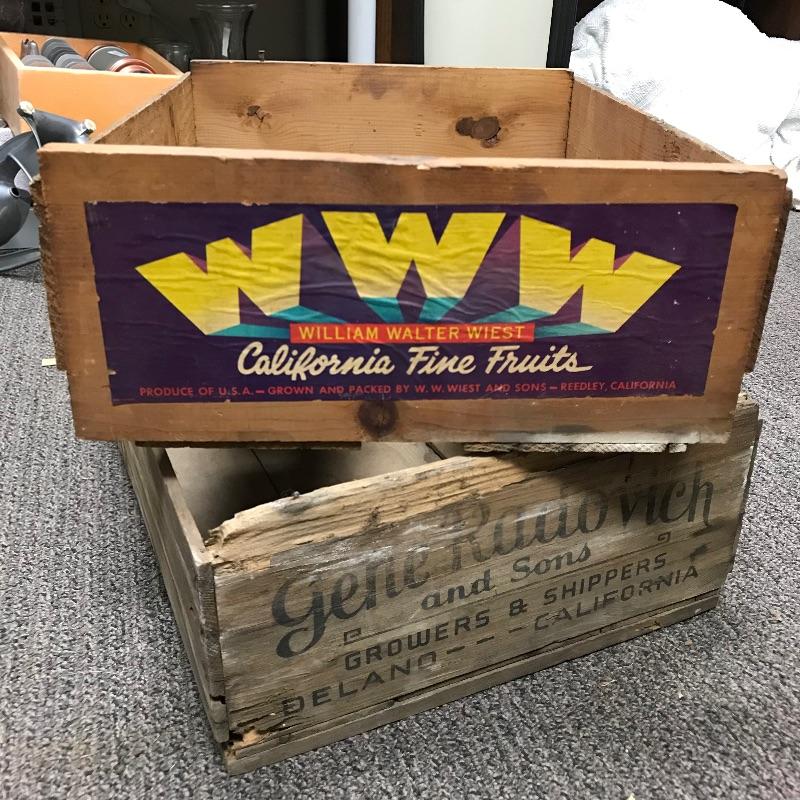 WWW
WILLIAM WALTER WIEST
California Fine Fruits
PRODUCE OF U.S.A. — GROWN AND PACKED BY W. W. WIEST AND SONS — REEDLEY, CALIFORNIA
Gene Radovich
and Sons
GROWERS & SHIPPERS
DELANO - - - CALIFORNIA